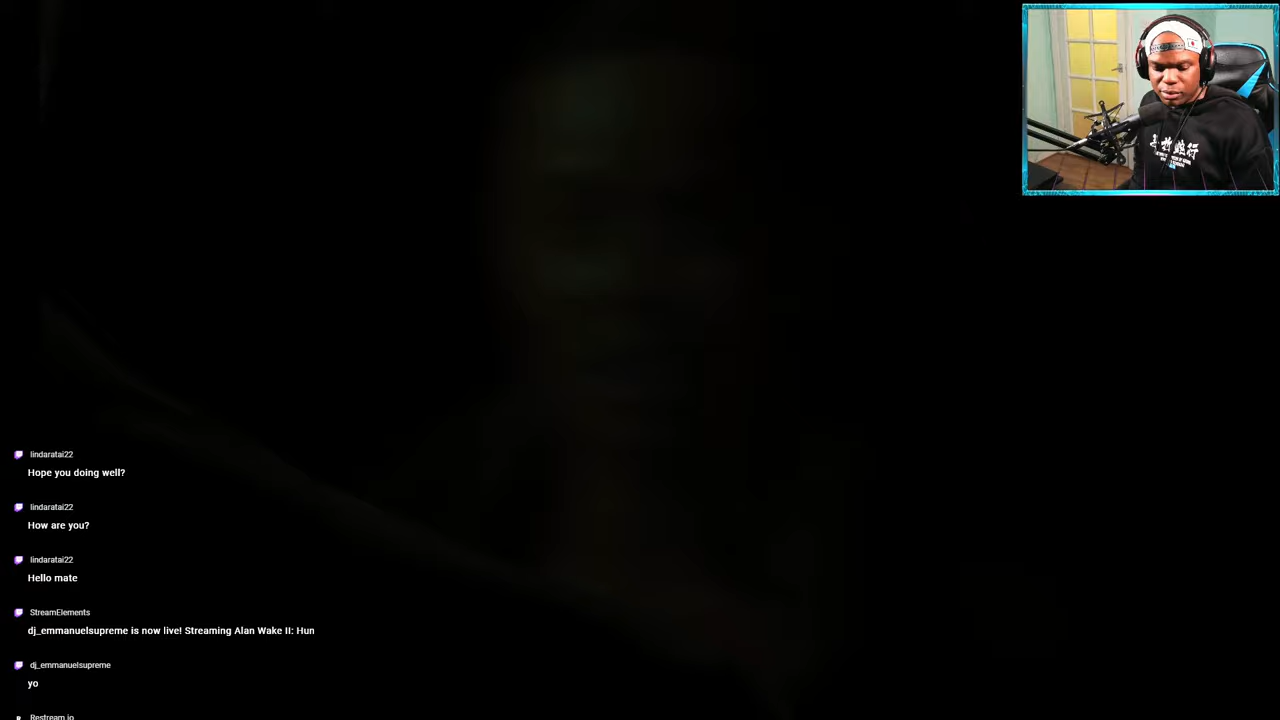 lindaratai22
Hope you doing well?
lindaratai22
How are you?
lindaratai22
Hello mate
StreamElements
dj_emmanuelsupreme is now live! Streaming Alan Wake II: Hun
dj_emmanuelsupreme
yo
Restream.io